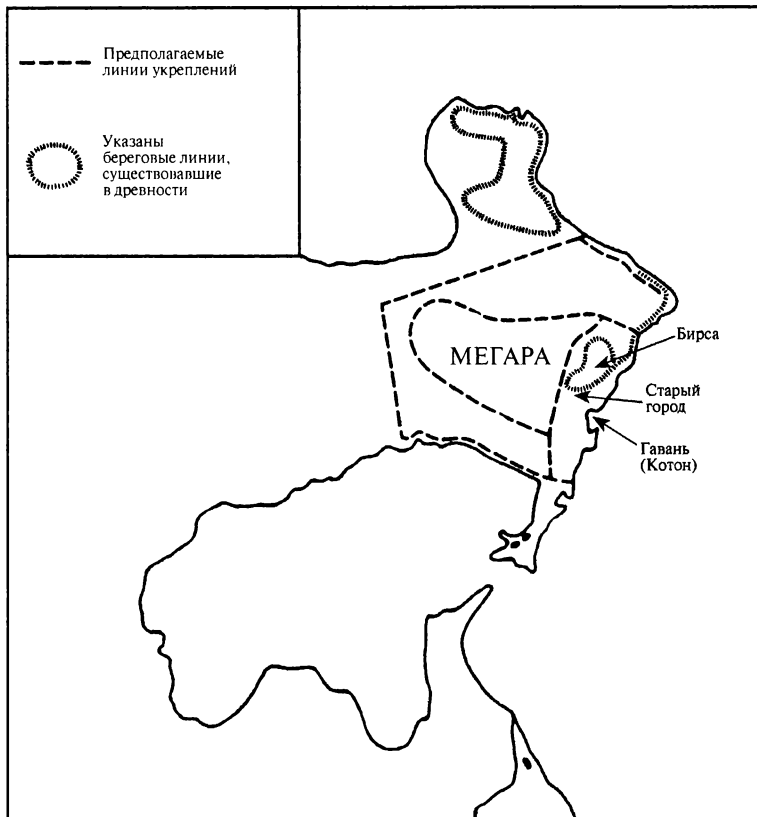 Предполагаемые
линии укреплений
Указаны
береговые линии,
существовавшие
в древности
МЕГАРА
Бирса
Старый
город
Гавань
(Котон)